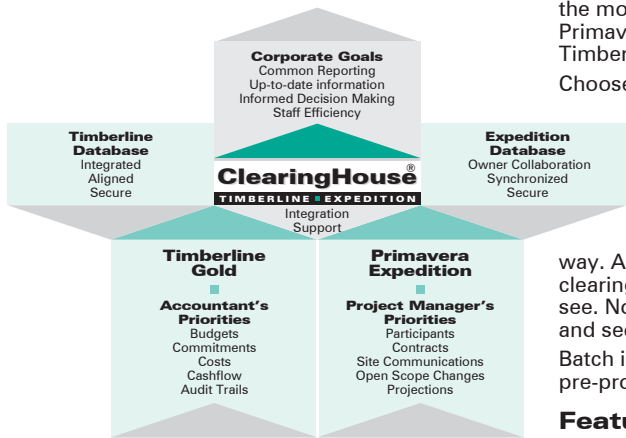 Corporate Goals
Common Reporting
Up-to-date information
Informed Decision Making
Staff Efficiency
Timberline
Database
Integrated
Aligned
Secure
ClearingHouse®
TIMBERLINE EXPEDITION
Integration
Support
Expedition
Database
Owner Collaboration
Synchronized
Secure
Timberline
Gold
Accountant's
Priorities
Budgets
Commitments
Costs
Cashflow
Audit Trails
Primavera
Expedition
Project Manager's
Priorities
Participants
Contracts
Site Communications
Open Scope Changes
Projections
the mo
Primav
Timber
Choose
way. A
clearing
see. No
and sec
Batch i
pre-pro
Featu